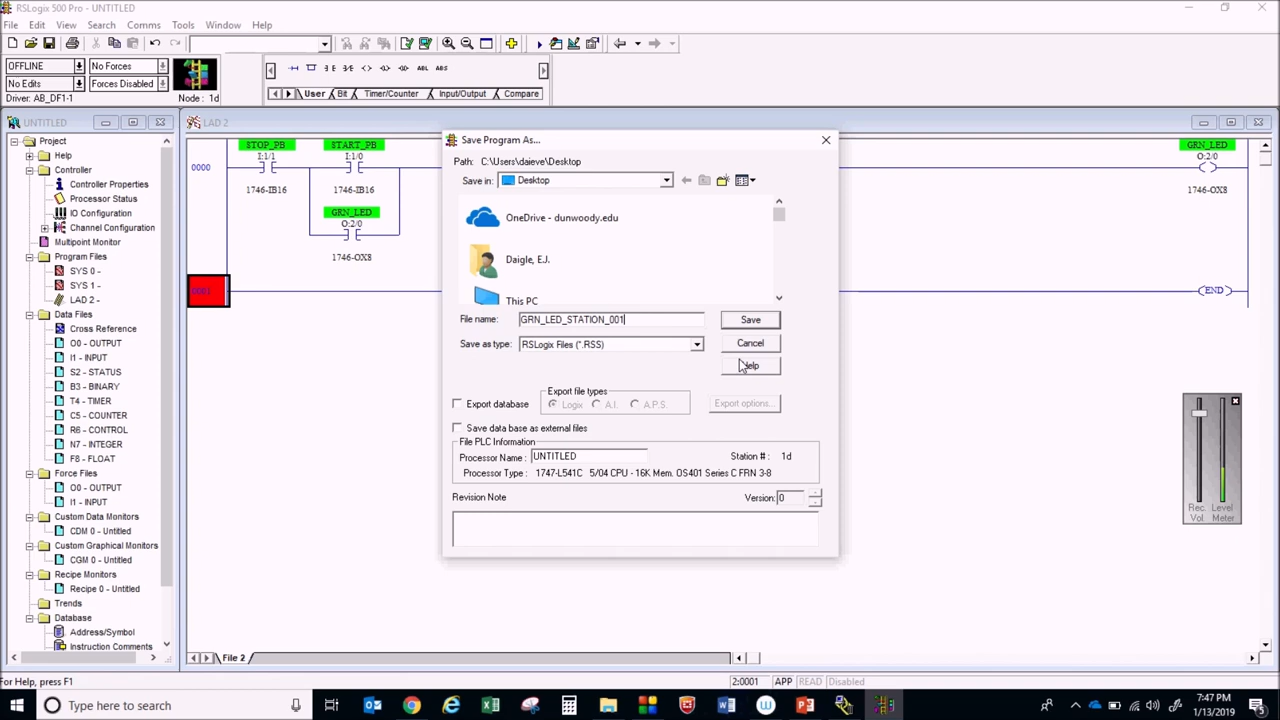 RSLogix 500 Pro - UNTITLED
File Edit View Search Comms Tools Window Help
OFFLINE No Forces
No Edits Forces Disabled
Driver: AB_DF1-1 Node : 1d
User Bit Timer/Counter Input/Output Compare
ABL ABS
UNTITLED
Project
Help
Controller
Controller Properties
Processor Status
IO Configuration
Channel Configuration
Multipoint Monitor
Program Files
SYS 0 -
SYS 1 -
LAD 2 -
Data Files
Cross Reference
O0 - OUTPUT
I1 - INPUT
S2 - STATUS
B3 - BINARY
T4 - TIMER
C5 - COUNTER
R6 - CONTROL
N7 - INTEGER
F8 - FLOAT
Force Files
O0 - OUTPUT
I1 - INPUT
Custom Data Monitors
CDM 0 - Untitled
Custom Graphical Monitors
CGM 0 - Untitled
Recipe Monitors
Recipe 0 - Untitled
Trends
Database
Address/Symbol
Instruction Comments
LAD 2
STOP_PB START_PB GRN_LED
I:1/1 I:1/0 O:2/0
0000
1746-IB16 1746-IB16 1746-OX8
GRN_LED
O:2/0
1746-OX8
0001 END
Save Program As...
Path: C:\Users\daieve\Desktop
Save in: Desktop
OneDrive - dunwoody.edu
Daigle, E.J.
This PC
File name: GRN_LED_STATION_001 Save
Save as type: RSLogix Files (*.RSS) Cancel
Help
Export file types
Export database Logix A.I. A.P.S. Export options...
Save data base as external files
File PLC Information
Processor Name: UNTITLED Station #: 1d
Processor Type: 1747-L541C 5/04 CPU - 16K Mem. OS401 Series C FRN 3-8
Revision Note Version: 0
Rec. Vol. Level Meter
File 2
For Help, press F1 2:0001 APP READ Disabled
Type here to search
7:47 PM
1/13/2019
5